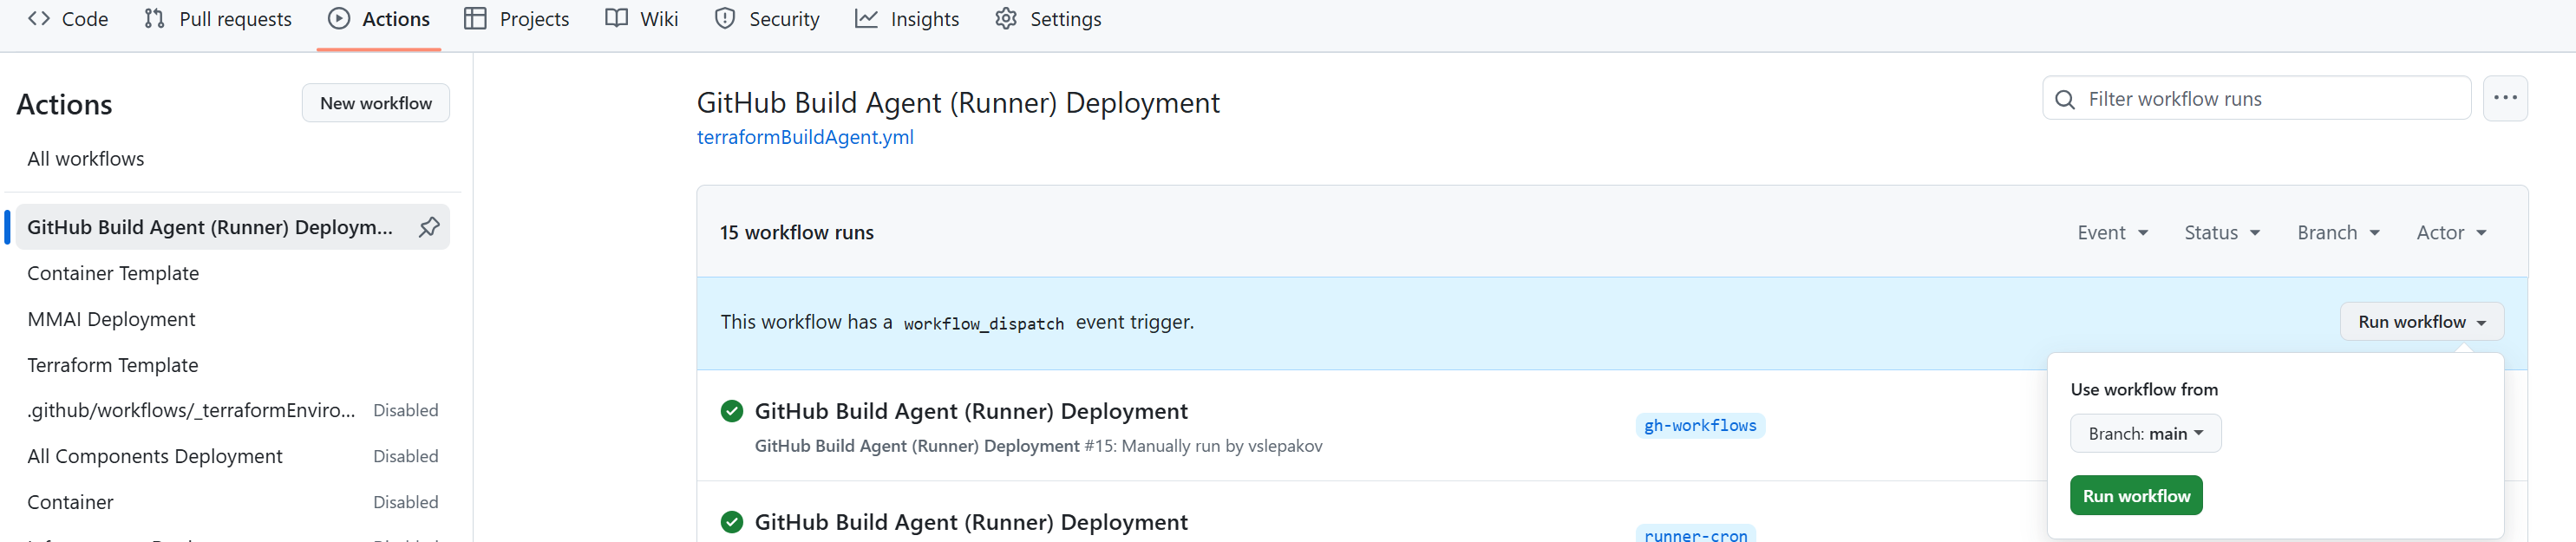 Code Pull requests Actions Projects Wiki Security Insights Settings
Actions
New workflow
All workflows
GitHub Build Agent (Runner) Deploym...
Container Template
MMAI Deployment
Terraform Template
.github/workflows/_terraformEnviro... Disabled
All Components Deployment Disabled
Container Disabled
GitHub Build Agent (Runner) Deployment
terraformBuildAgent.yml
Filter workflow runs
15 workflow runs
Event Status Branch Actor
This workflow has a workflow_dispatch event trigger.
Run workflow
Use workflow from
Branch: main
Run workflow
GitHub Build Agent (Runner) Deployment
GitHub Build Agent (Runner) Deployment #15: Manually run by vslepakov
gh-workflows
GitHub Build Agent (Runner) Deployment
runner-cron